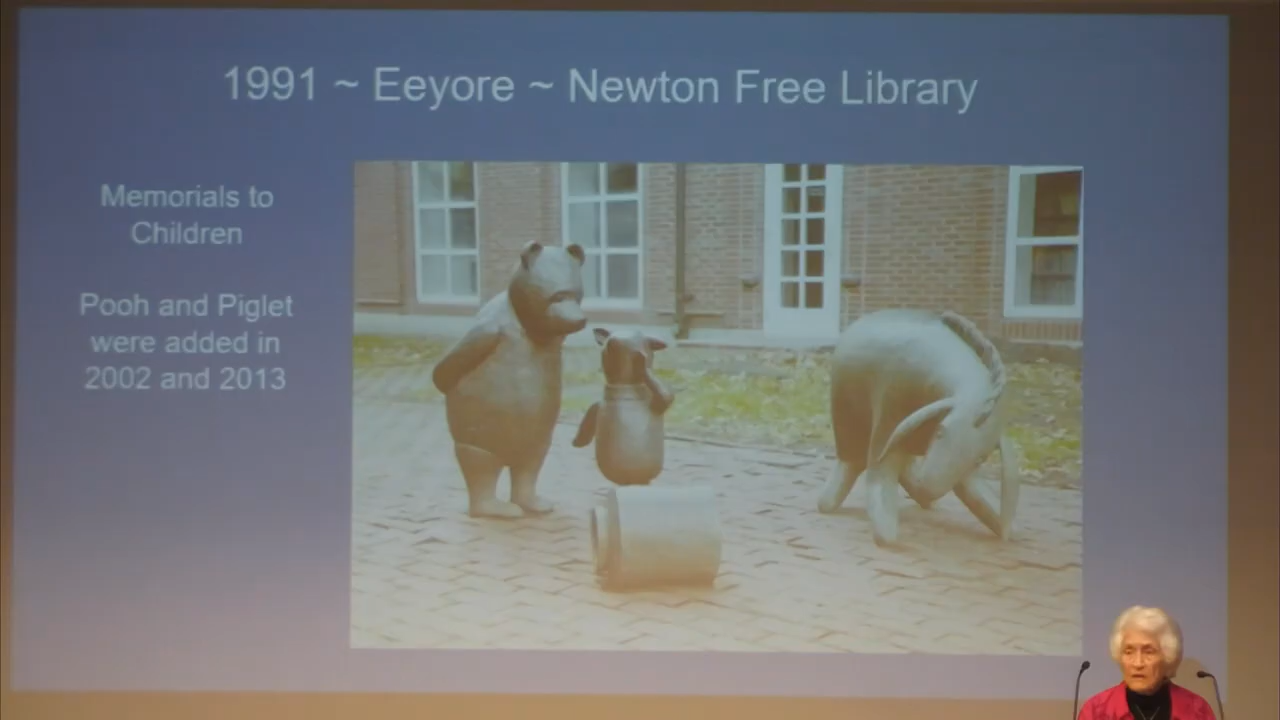 1991 ~ Eeyore ~ Newton Free Library
Memorials to
Children
Pooh and Piglet
were added in
2002 and 2013